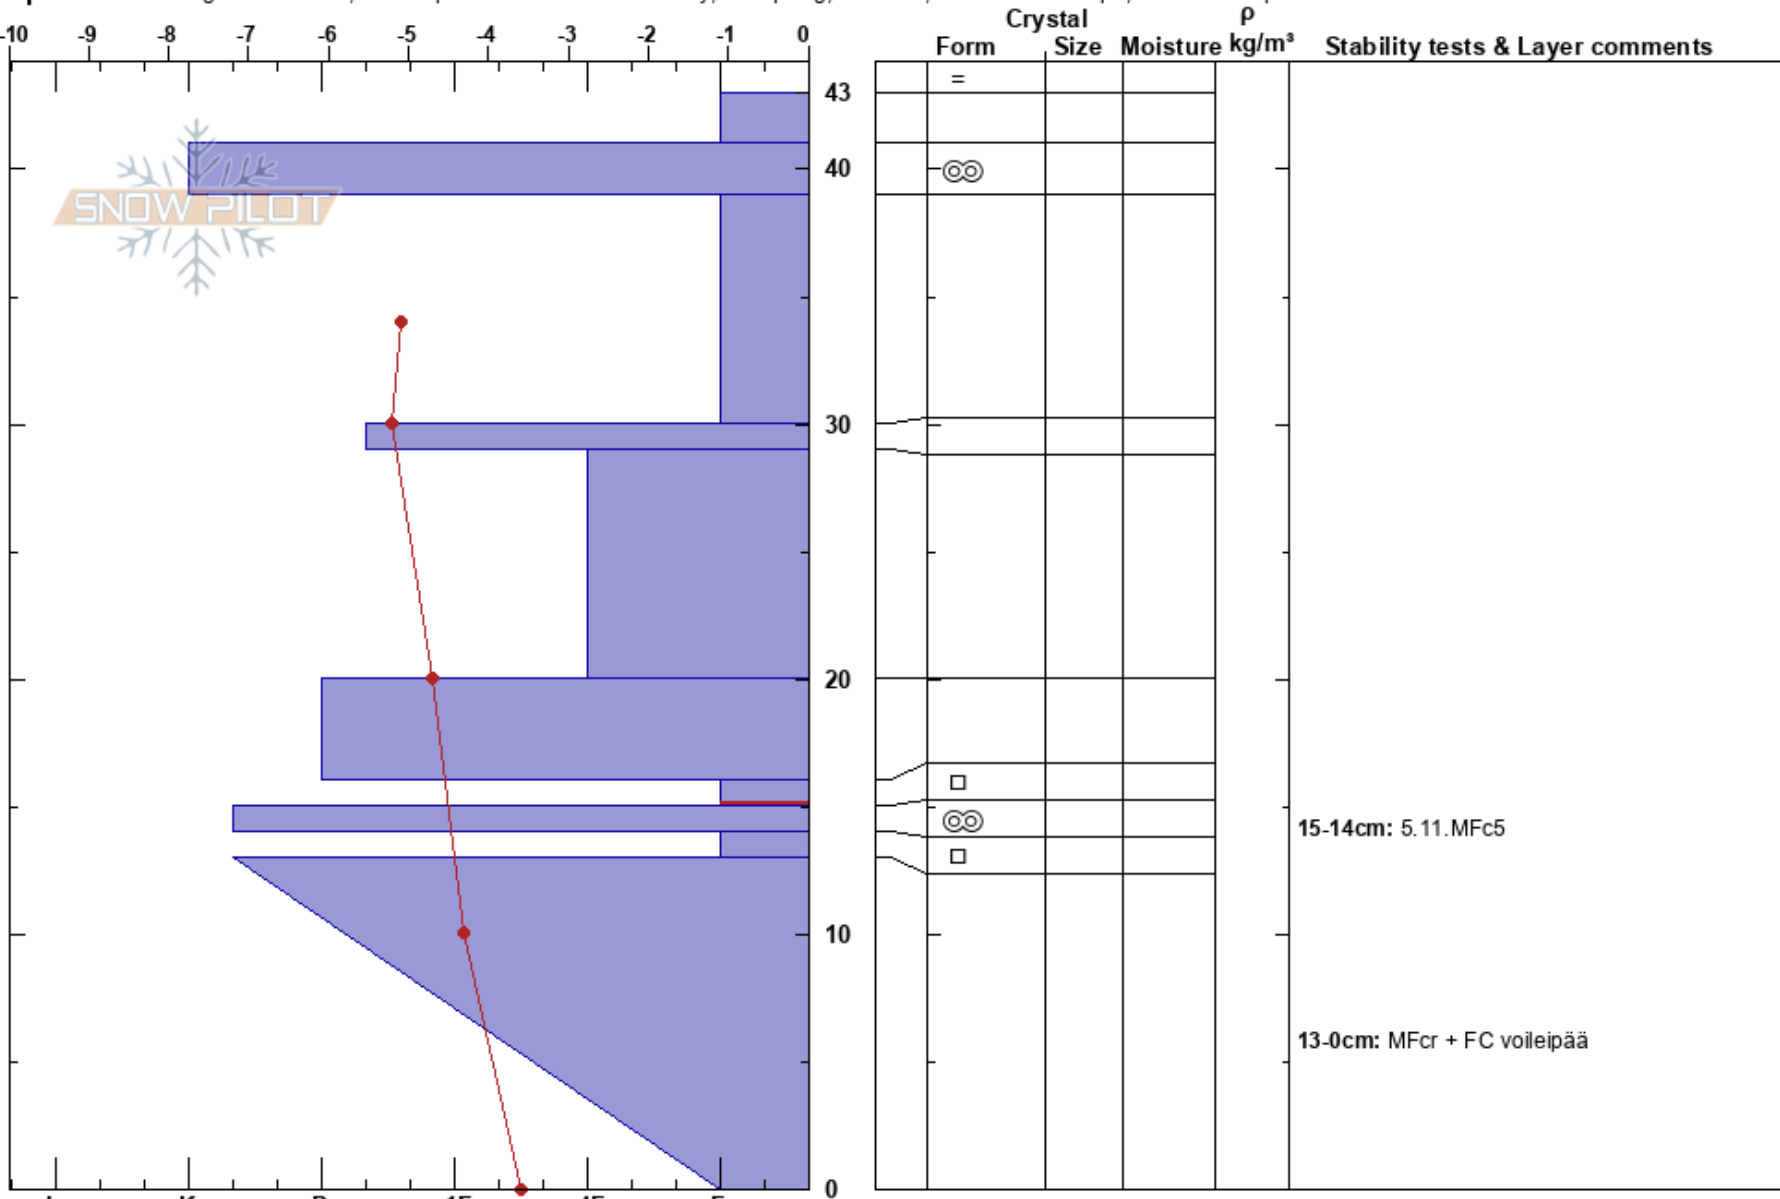 Crystal ρ
-10 -9 -8 -7 -6 -5 -4 -3 -2 -1 0
Form Size Moisture kg/m³ Stability tests & Layer comments
=
43
40
SNOW PILOT
30
20
15-14cm: 5.11.MFc5
10
13-0cm: MFcr + FC voileipää
0